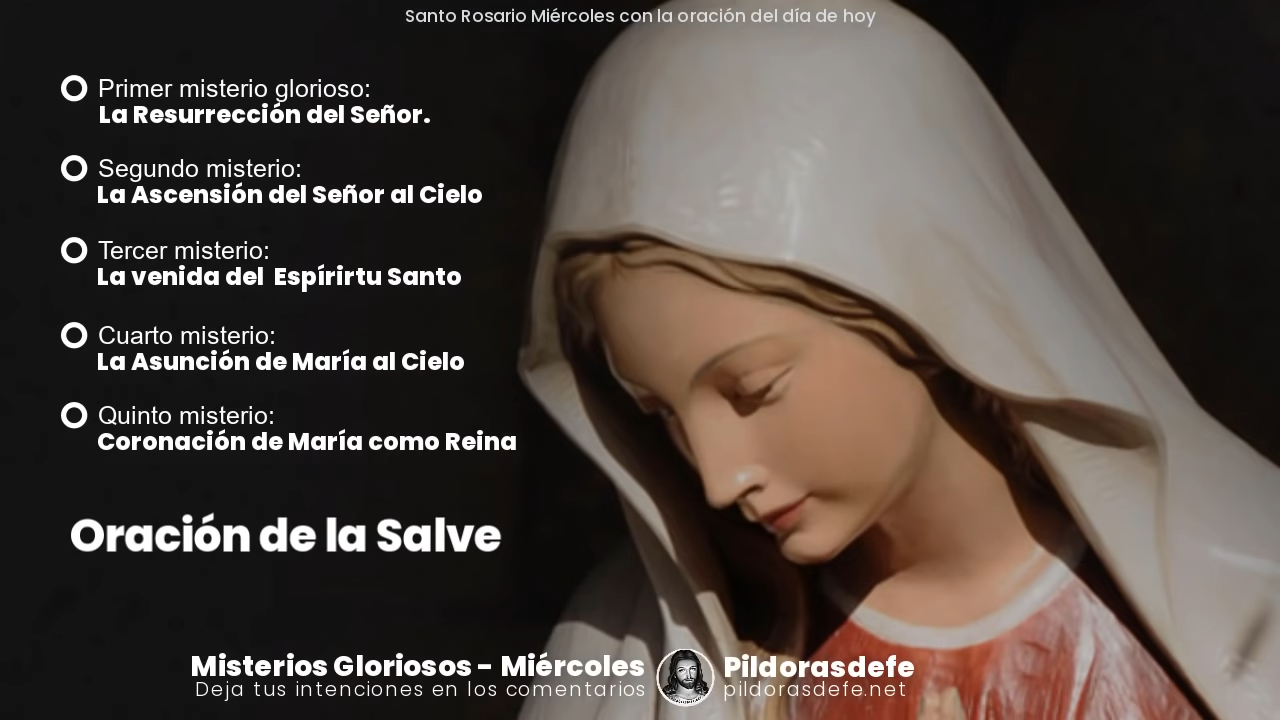 Santo Rosario Miércoles con la oración del día de hoy
Primer misterio glorioso:
La Resurrección del Señor.
Segundo misterio:
La Ascensión del Señor al Cielo
Tercer misterio:
La venida del Espírirtu Santo
Cuarto misterio:
La Asunción de María al Cielo
Quinto misterio:
Coronación de María como Reina
Oración de la Salve
Misterios Gloriosos - Miércoles
Deja tus intenciones en los comentarios
Pildorasdefe
pildorasdefe.net